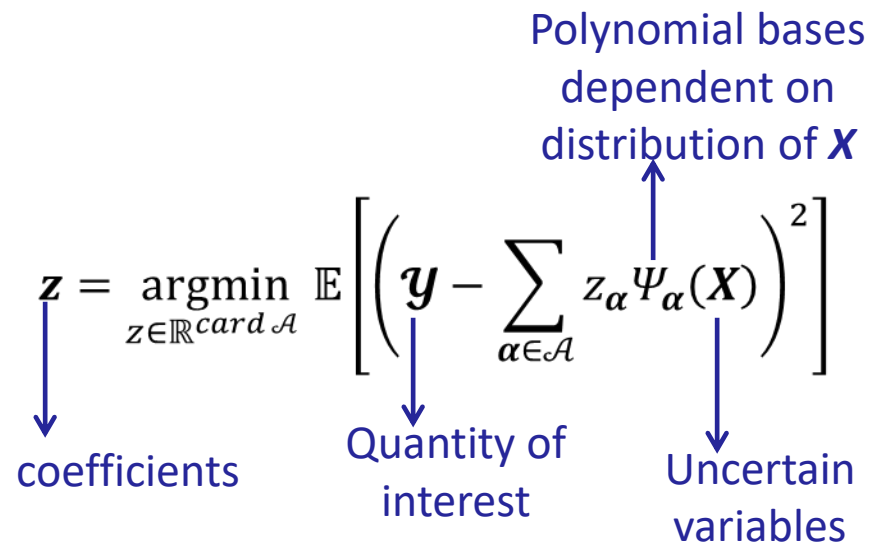 Polynomial bases
dependent on
distribution of X
z = argmin_{z∈ℝ^{card 𝒜}} 𝔼[(𝒴 − ∑_{α∈𝒜} z_α Ψ_α(X))^2]
coefficients
Quantity of
interest
Uncertain
variables